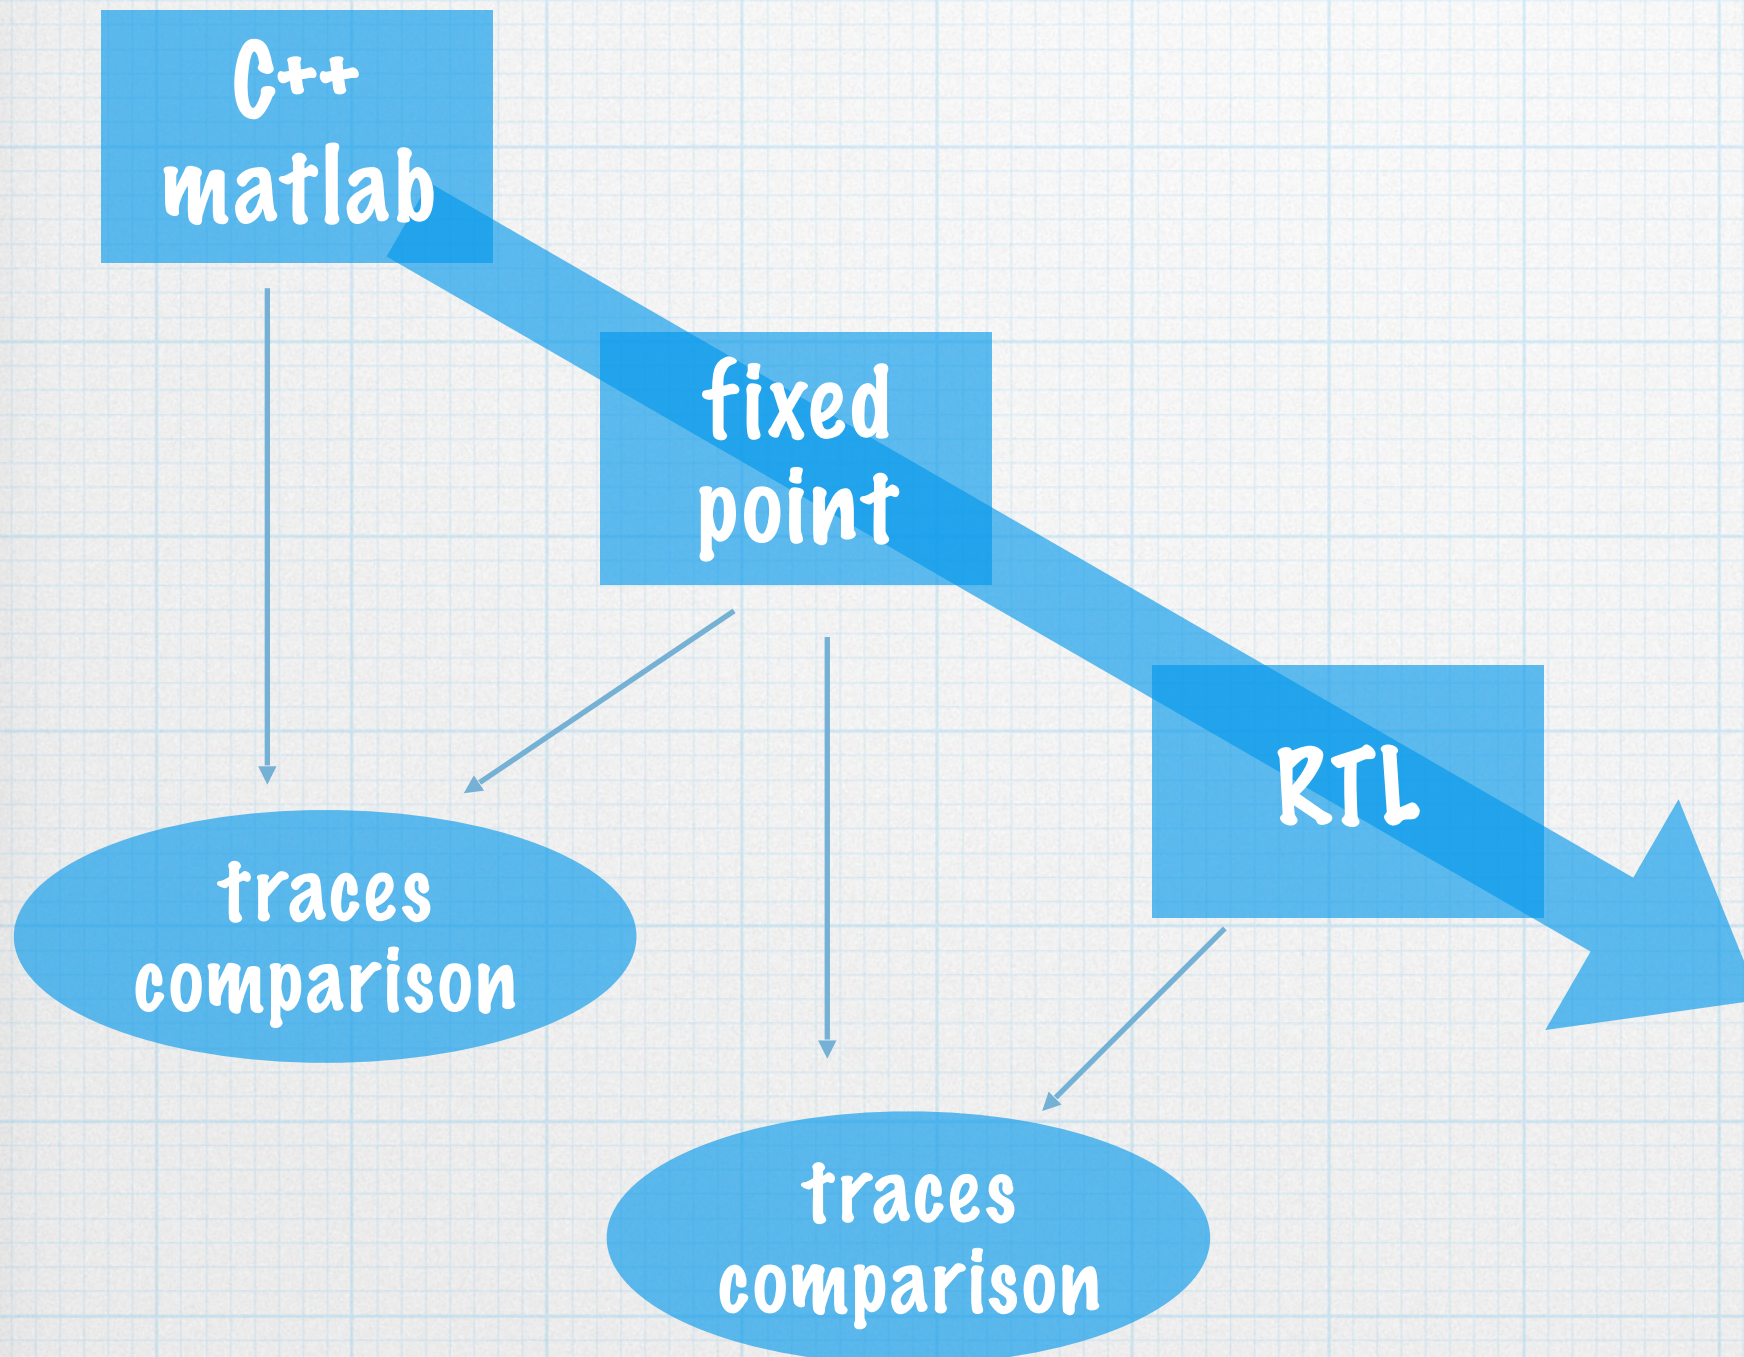 C++
matlab
fixed
point
RTL
traces
comparison
traces
comparison